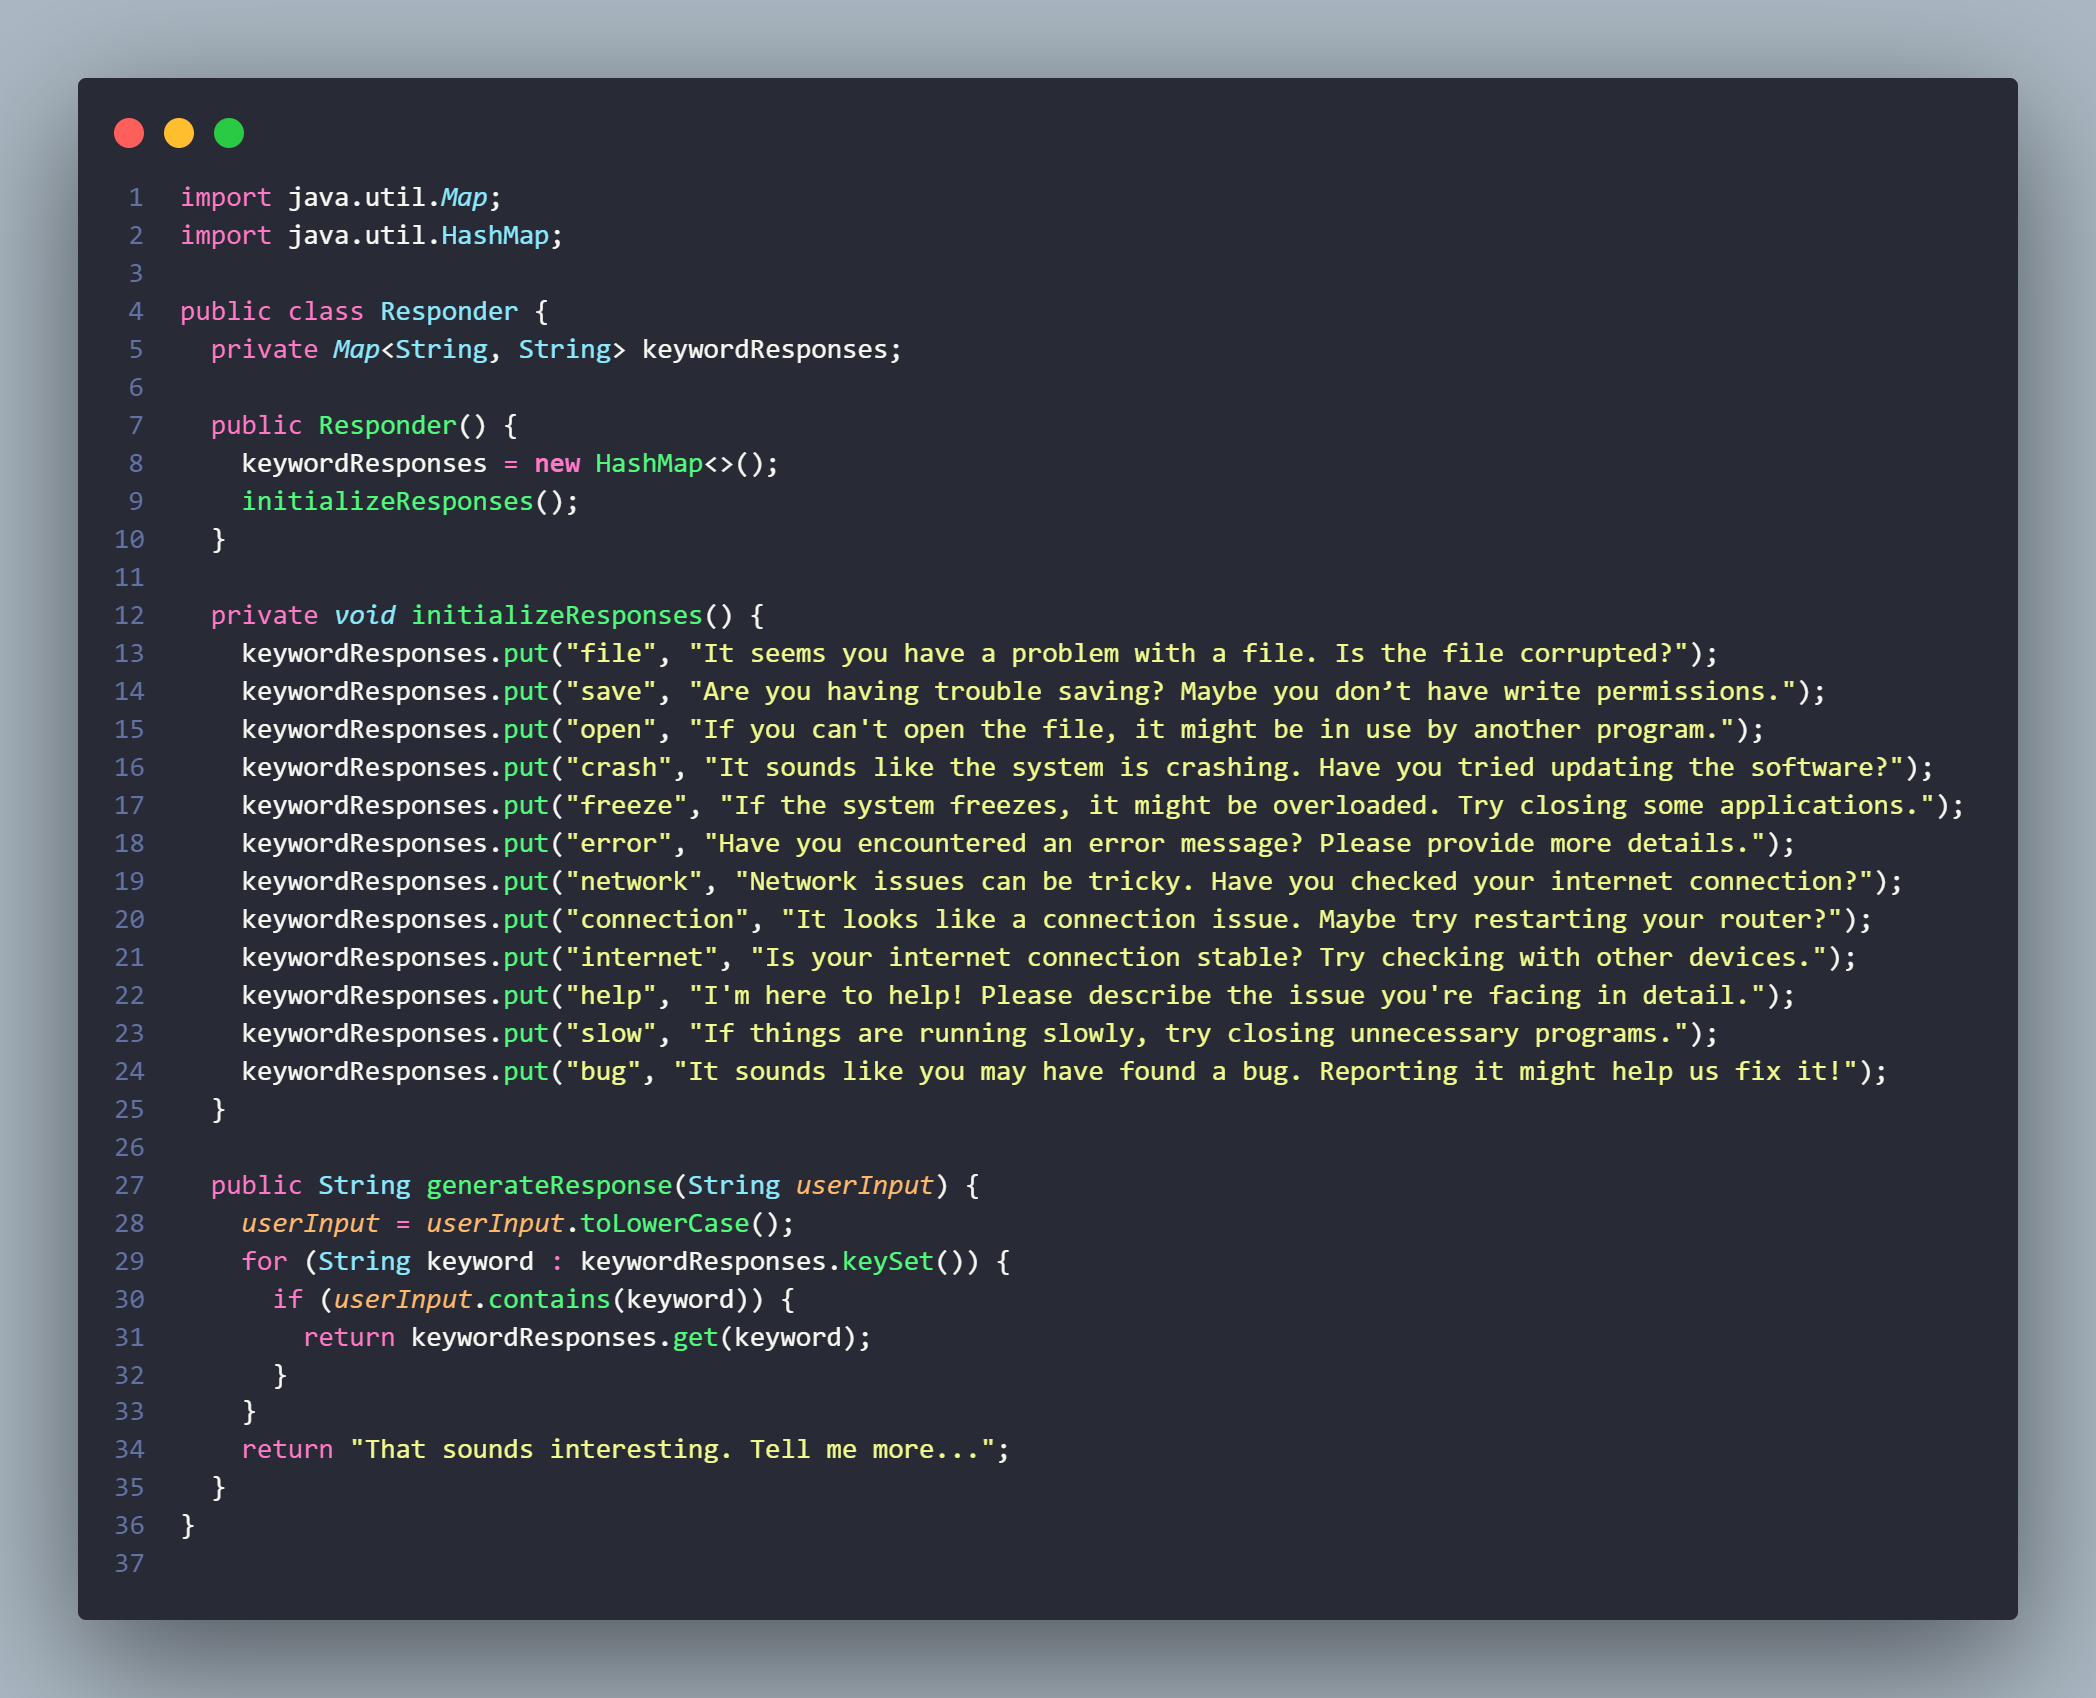 1 import java.util.Map;
2 import java.util.HashMap;
3
4 public class Responder {
5   private Map<String, String> keywordResponses;
6
7   public Responder() {
8     keywordResponses = new HashMap<>();
9     initializeResponses();
10   }
11
12   private void initializeResponses() {
13     keywordResponses.put("file", "It seems you have a problem with a file. Is the file corrupted?");
14     keywordResponses.put("save", "Are you having trouble saving? Maybe you don’t have write permissions.");
15     keywordResponses.put("open", "If you can't open the file, it might be in use by another program.");
16     keywordResponses.put("crash", "It sounds like the system is crashing. Have you tried updating the software?");
17     keywordResponses.put("freeze", "If the system freezes, it might be overloaded. Try closing some applications.");
18     keywordResponses.put("error", "Have you encountered an error message? Please provide more details.");
19     keywordResponses.put("network", "Network issues can be tricky. Have you checked your internet connection?");
20     keywordResponses.put("connection", "It looks like a connection issue. Maybe try restarting your router?");
21     keywordResponses.put("internet", "Is your internet connection stable? Try checking with other devices.");
22     keywordResponses.put("help", "I'm here to help! Please describe the issue you're facing in detail.");
23     keywordResponses.put("slow", "If things are running slowly, try closing unnecessary programs.");
24     keywordResponses.put("bug", "It sounds like you may have found a bug. Reporting it might help us fix it!");
25   }
26
27   public String generateResponse(String userInput) {
28     userInput = userInput.toLowerCase();
29     for (String keyword : keywordResponses.keySet()) {
30       if (userInput.contains(keyword)) {
31         return keywordResponses.get(keyword);
32       }
33     }
34     return "That sounds interesting. Tell me more...";
35   }
36 }
37